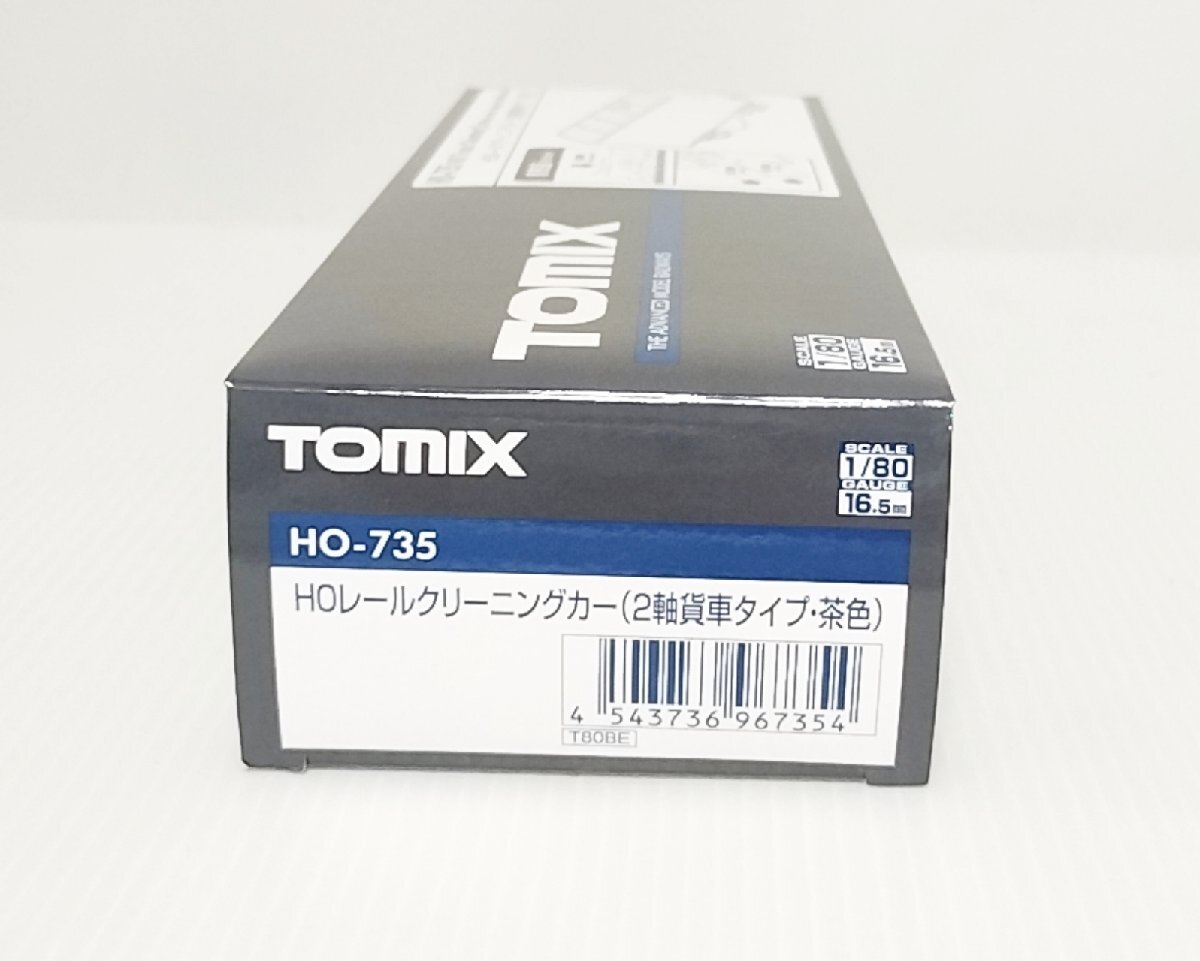 TOMIX
THE ADVANCED MODEL RAILWAYS
SCALE
1/80
GAUGE
16.5mm
TOMIX
SCALE
1/80
GAUGE
16.5mm
HO-735
HOレールクリーニングカー(2軸貨車タイプ・茶色)
4 543736 967354
T80BE